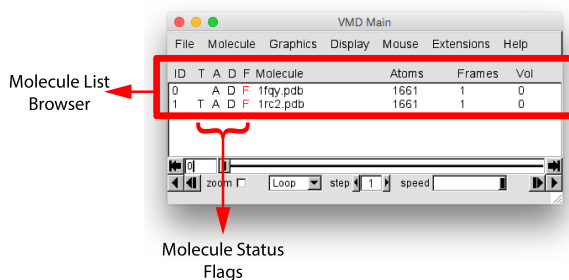 VMD Main
File Molecule Graphics Display Mouse Extensions Help
ID T A D F Molecule Atoms Frames Vol
0 A D F 1fqy.pdb 1661 1 0
1 T A D F 1rc2.pdb 1661 1 0
Molecule List
Browser
0
zoom Loop step 1 speed
Molecule Status
Flags